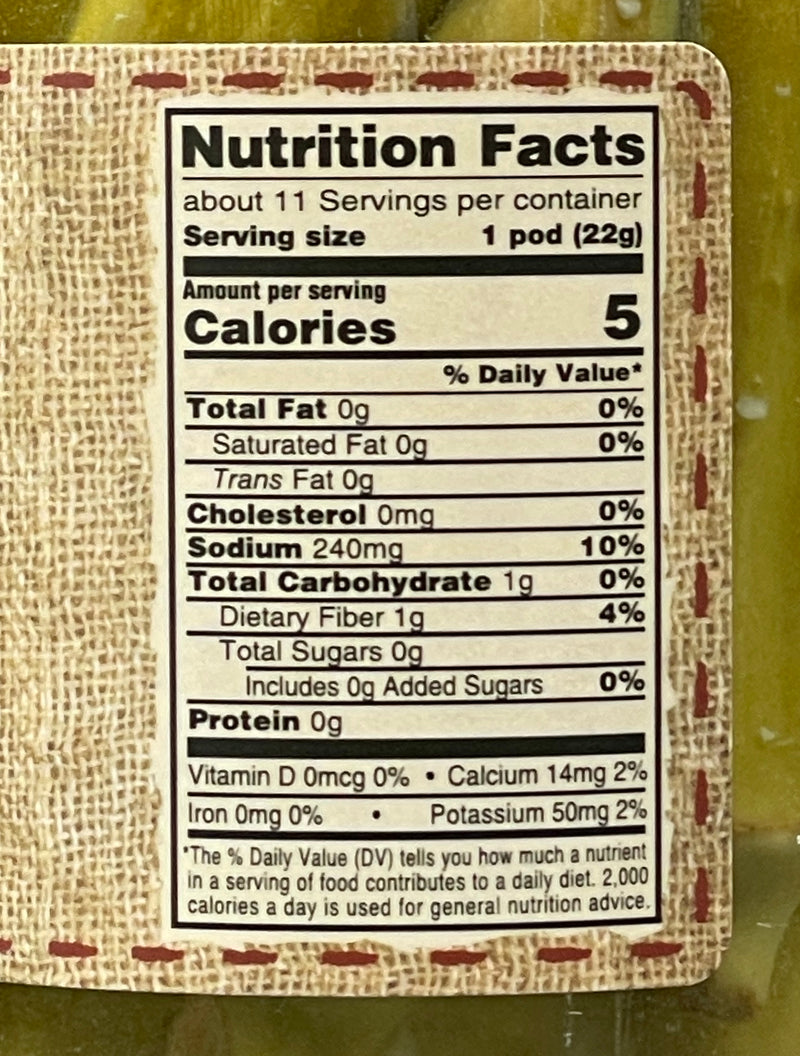 Nutrition Facts
about 11 Servings per container
Serving size 1 pod (22g)
Amount per serving
Calories 5
% Daily Value*
Total Fat 0g 0%
Saturated Fat 0g 0%
Trans Fat 0g
Cholesterol 0mg 0%
Sodium 240mg 10%
Total Carbohydrate 1g 0%
Dietary Fiber 1g 4%
Total Sugars 0g
Includes 0g Added Sugars 0%
Protein 0g
Vitamin D 0mcg 0% • Calcium 14mg 2%
Iron 0mg 0% • Potassium 50mg 2%
*The % Daily Value (DV) tells you how much a nutrient
in a serving of food contributes to a daily diet. 2,000
calories a day is used for general nutrition advice.